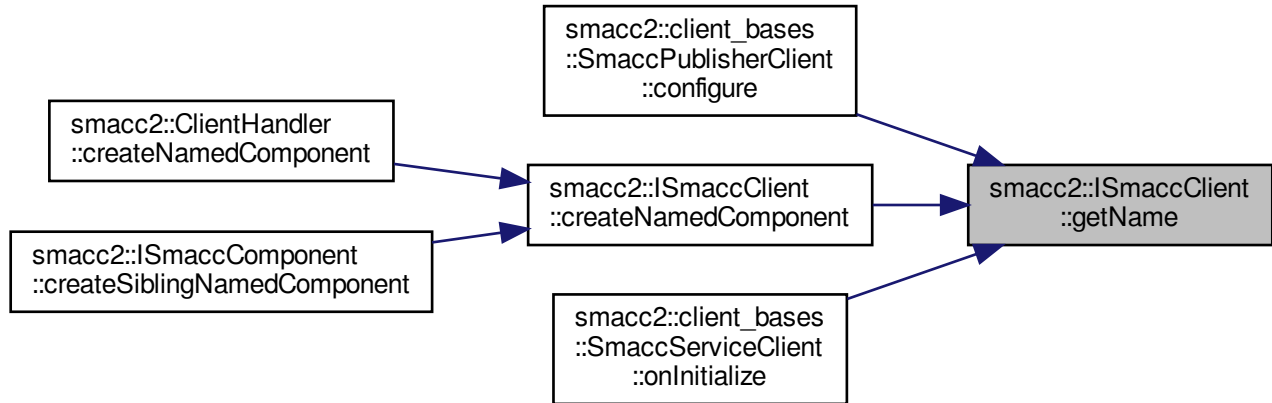 smacc2::client_bases
::SmaccPublisherClient
::configure
smacc2::ClientHandler
::createNamedComponent
smacc2::ISmaccClient
::createNamedComponent
smacc2::ISmaccClient
::getName
smacc2::ISmaccComponent
::createSiblingNamedComponent
smacc2::client_bases
::SmaccServiceClient
::onInitialize